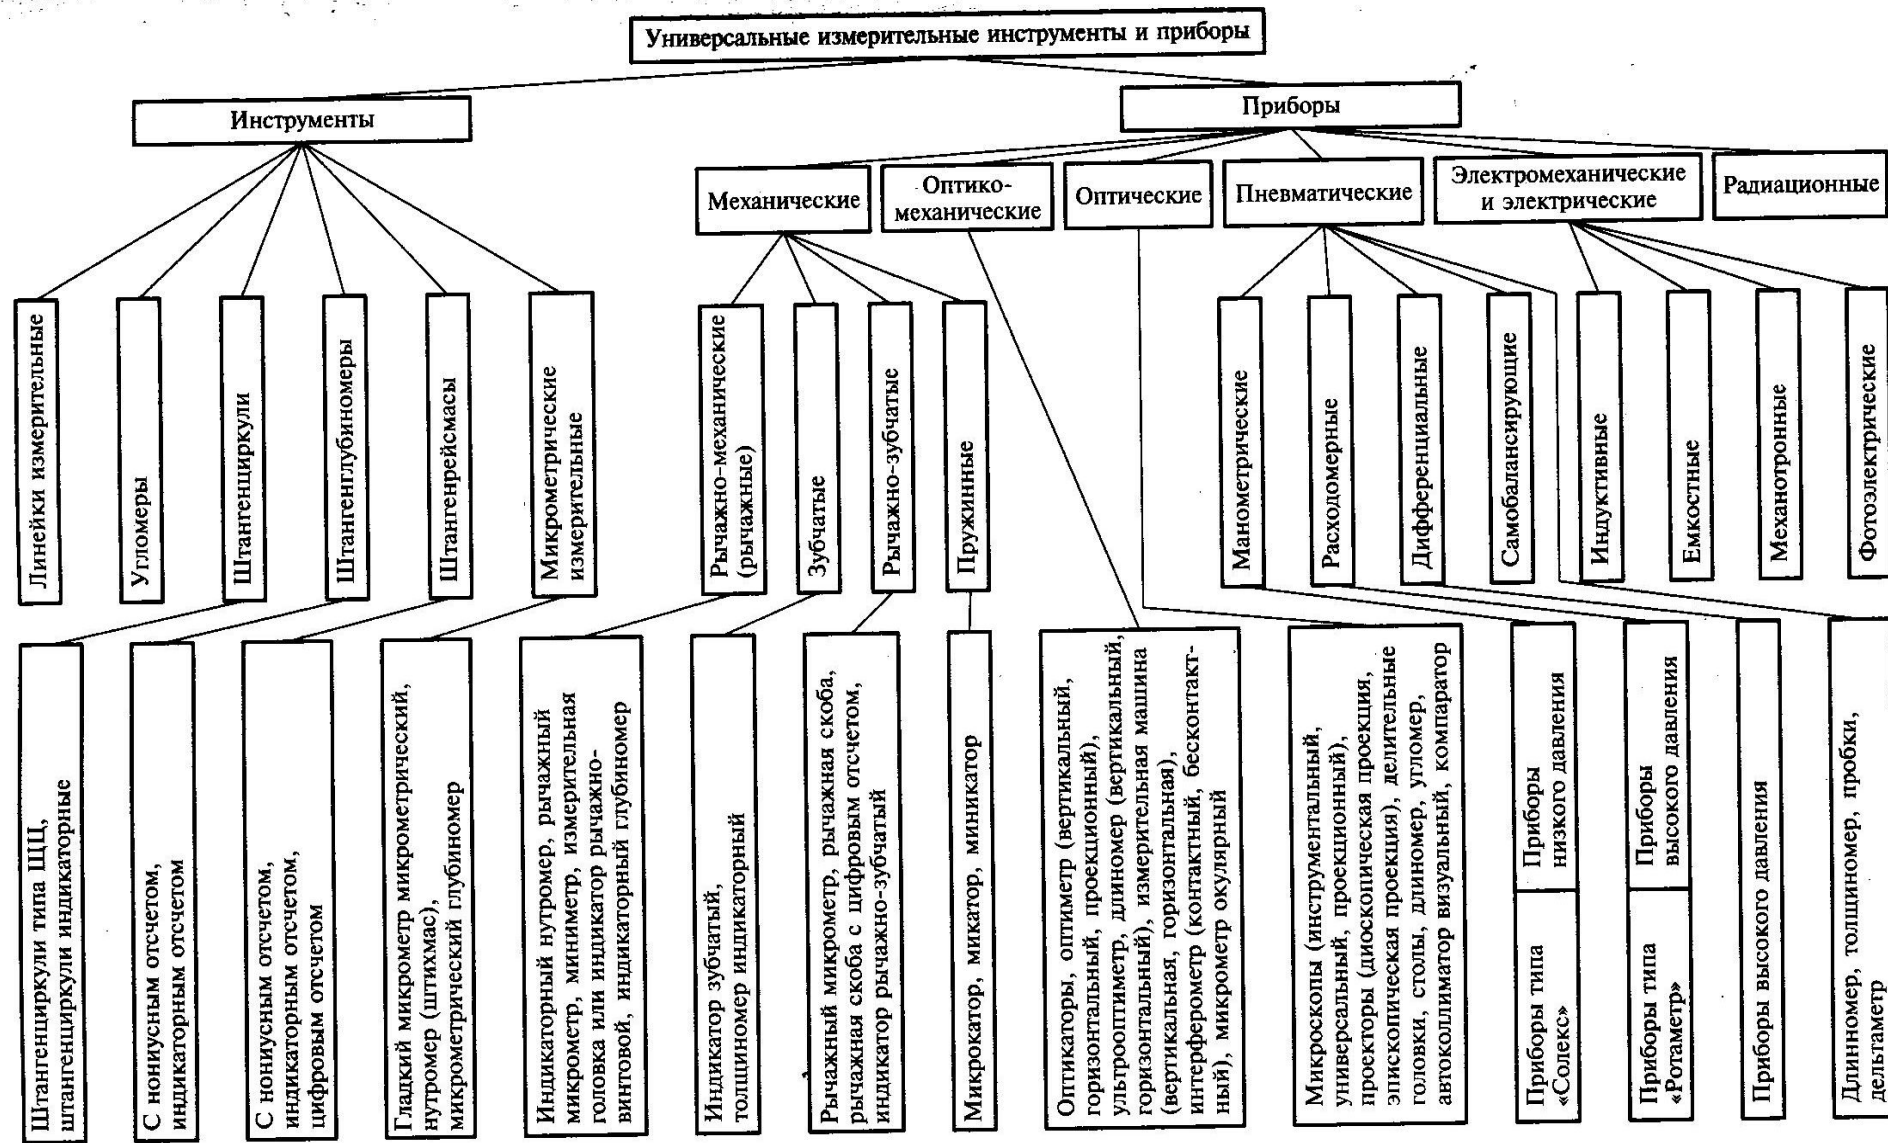 Универсальные измерительные инструменты и приборы
Инструменты
Приборы
Механические
Оптико-
механические
Оптические
Пневматические
Электромеханические
и электрические
Радиационные
Линейки измерительные
Угломеры
Штангенциркули
Штангенглубиномеры
Штангенрейсмасы
Микрометрические
измерительные
Рычажно-механические
(рычажные)
Зубчатые
Рычажно-зубчатые
Пружинные
Манометрические
Расходомерные
Дифференциальные
Самобалансирующие
Индуктивные
Емкостные
Механотронные
Фотоэлектрические
Штангенциркули типа ЩЦ,
штангенциркули индикаторные
С нониусным отсчетом,
индикаторным отсчетом
С нониусным отсчетом,
индикаторным отсчетом,
цифровым отсчетом
Гладкий микрометр микрометрический,
нутромер (штихмас),
микрометрический глубиномер
Индикаторный нутромер, рычажный
микрометр, миниметр, измерительная
головка или индикатор рычажно-
винтовой, индикаторный глубиномер
Индикатор зубчатый,
толщиномер индикаторный
Рычажный микрометр, рычажная скоба,
рычажная скоба с цифровым отсчетом,
индикатор рычажно-зубчатый
Микрокатор, микатор, миникатор
Оптикаторы, оптиметр (вертикальный,
горизонтальный, проекционный),
ультрооптиметр, длиномер (вертикальный,
горизонтальный), измерительная машина
(вертикальная, горизонтальная),
интерферометр (контактный, бесконтакт-
ный), микрометр окулярный
Микроскопы (инструментальный,
универсальный, проекционный),
проекторы (диоскопическая проекция,
эпископическая проекция), делительные
головки, столы, длиномер, угломер,
автоколлиматор визуальный, компаратор
Приборы
низкого давления
Приборы типа
«Солекс»
Приборы
высокого давления
Приборы типа
«Ротаметр»
Приборы высокого давления
Длинномер, толщиномер, пробки,
дельтаметр